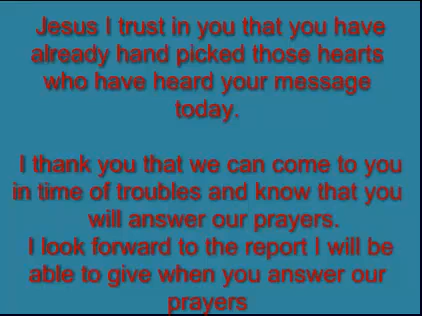 Jesus I trust in you that you have
already hand picked those hearts
who have heard your message
today.
I thank you that we can come to you
in time of troubles and know that you
will answer our prayers.
I look forward to the report I will be
able to give when you answer our
prayers